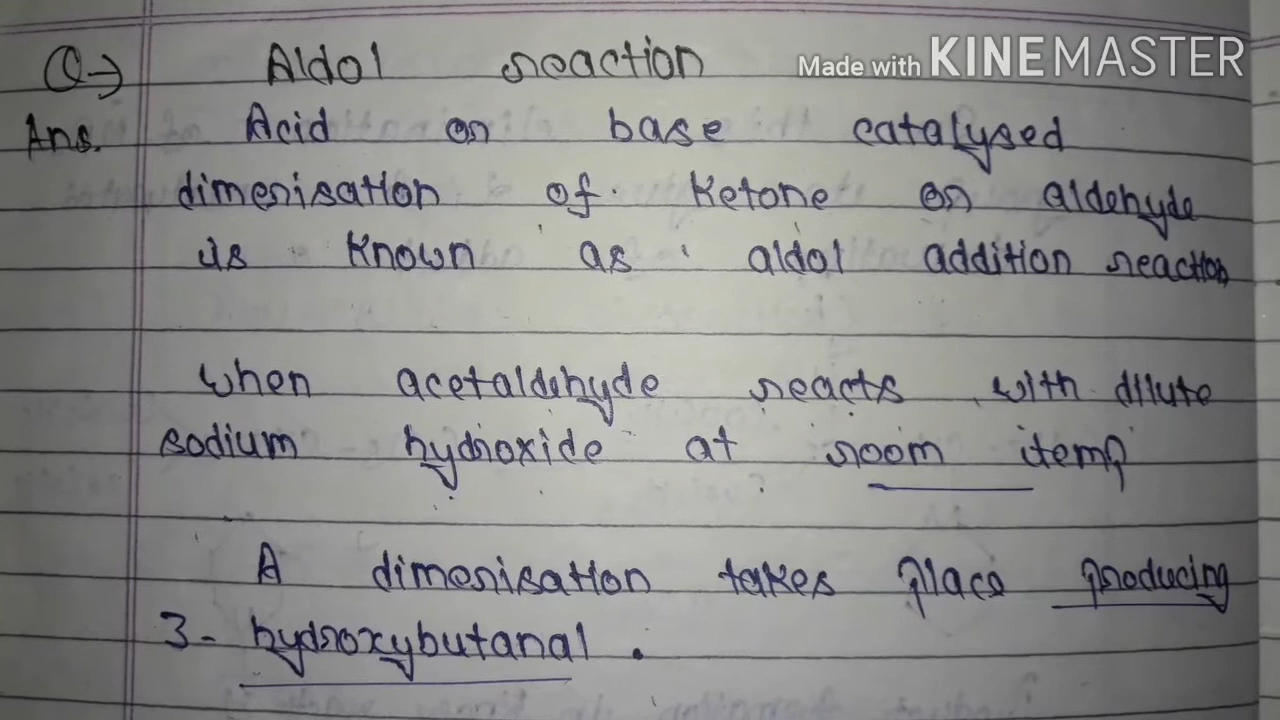 Q→ Aldol reaction
Made with KINEMASTER
Ans. Acid or base catalysed
dimerisation of Ketone or aldehyde
is Known as aldol addition reaction
when acetaldehyde reacts with dilute
sodium hydroxide at room temp
A dimerisation takes place producing
3- hydroxybutanal.